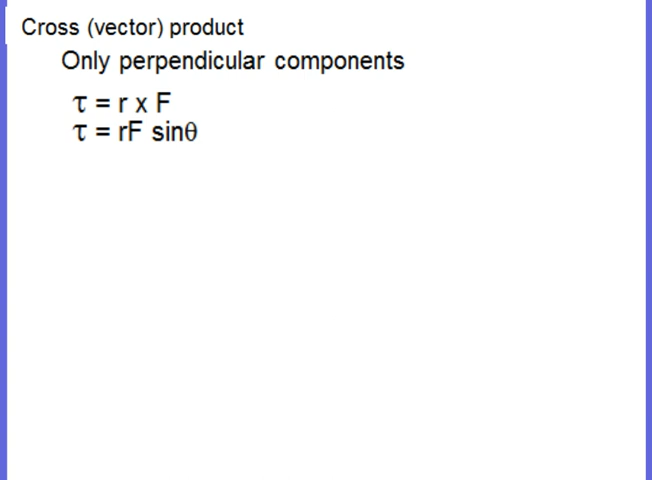 Cross (vector) product
Only perpendicular components
τ = r x F
τ = rF sinθ